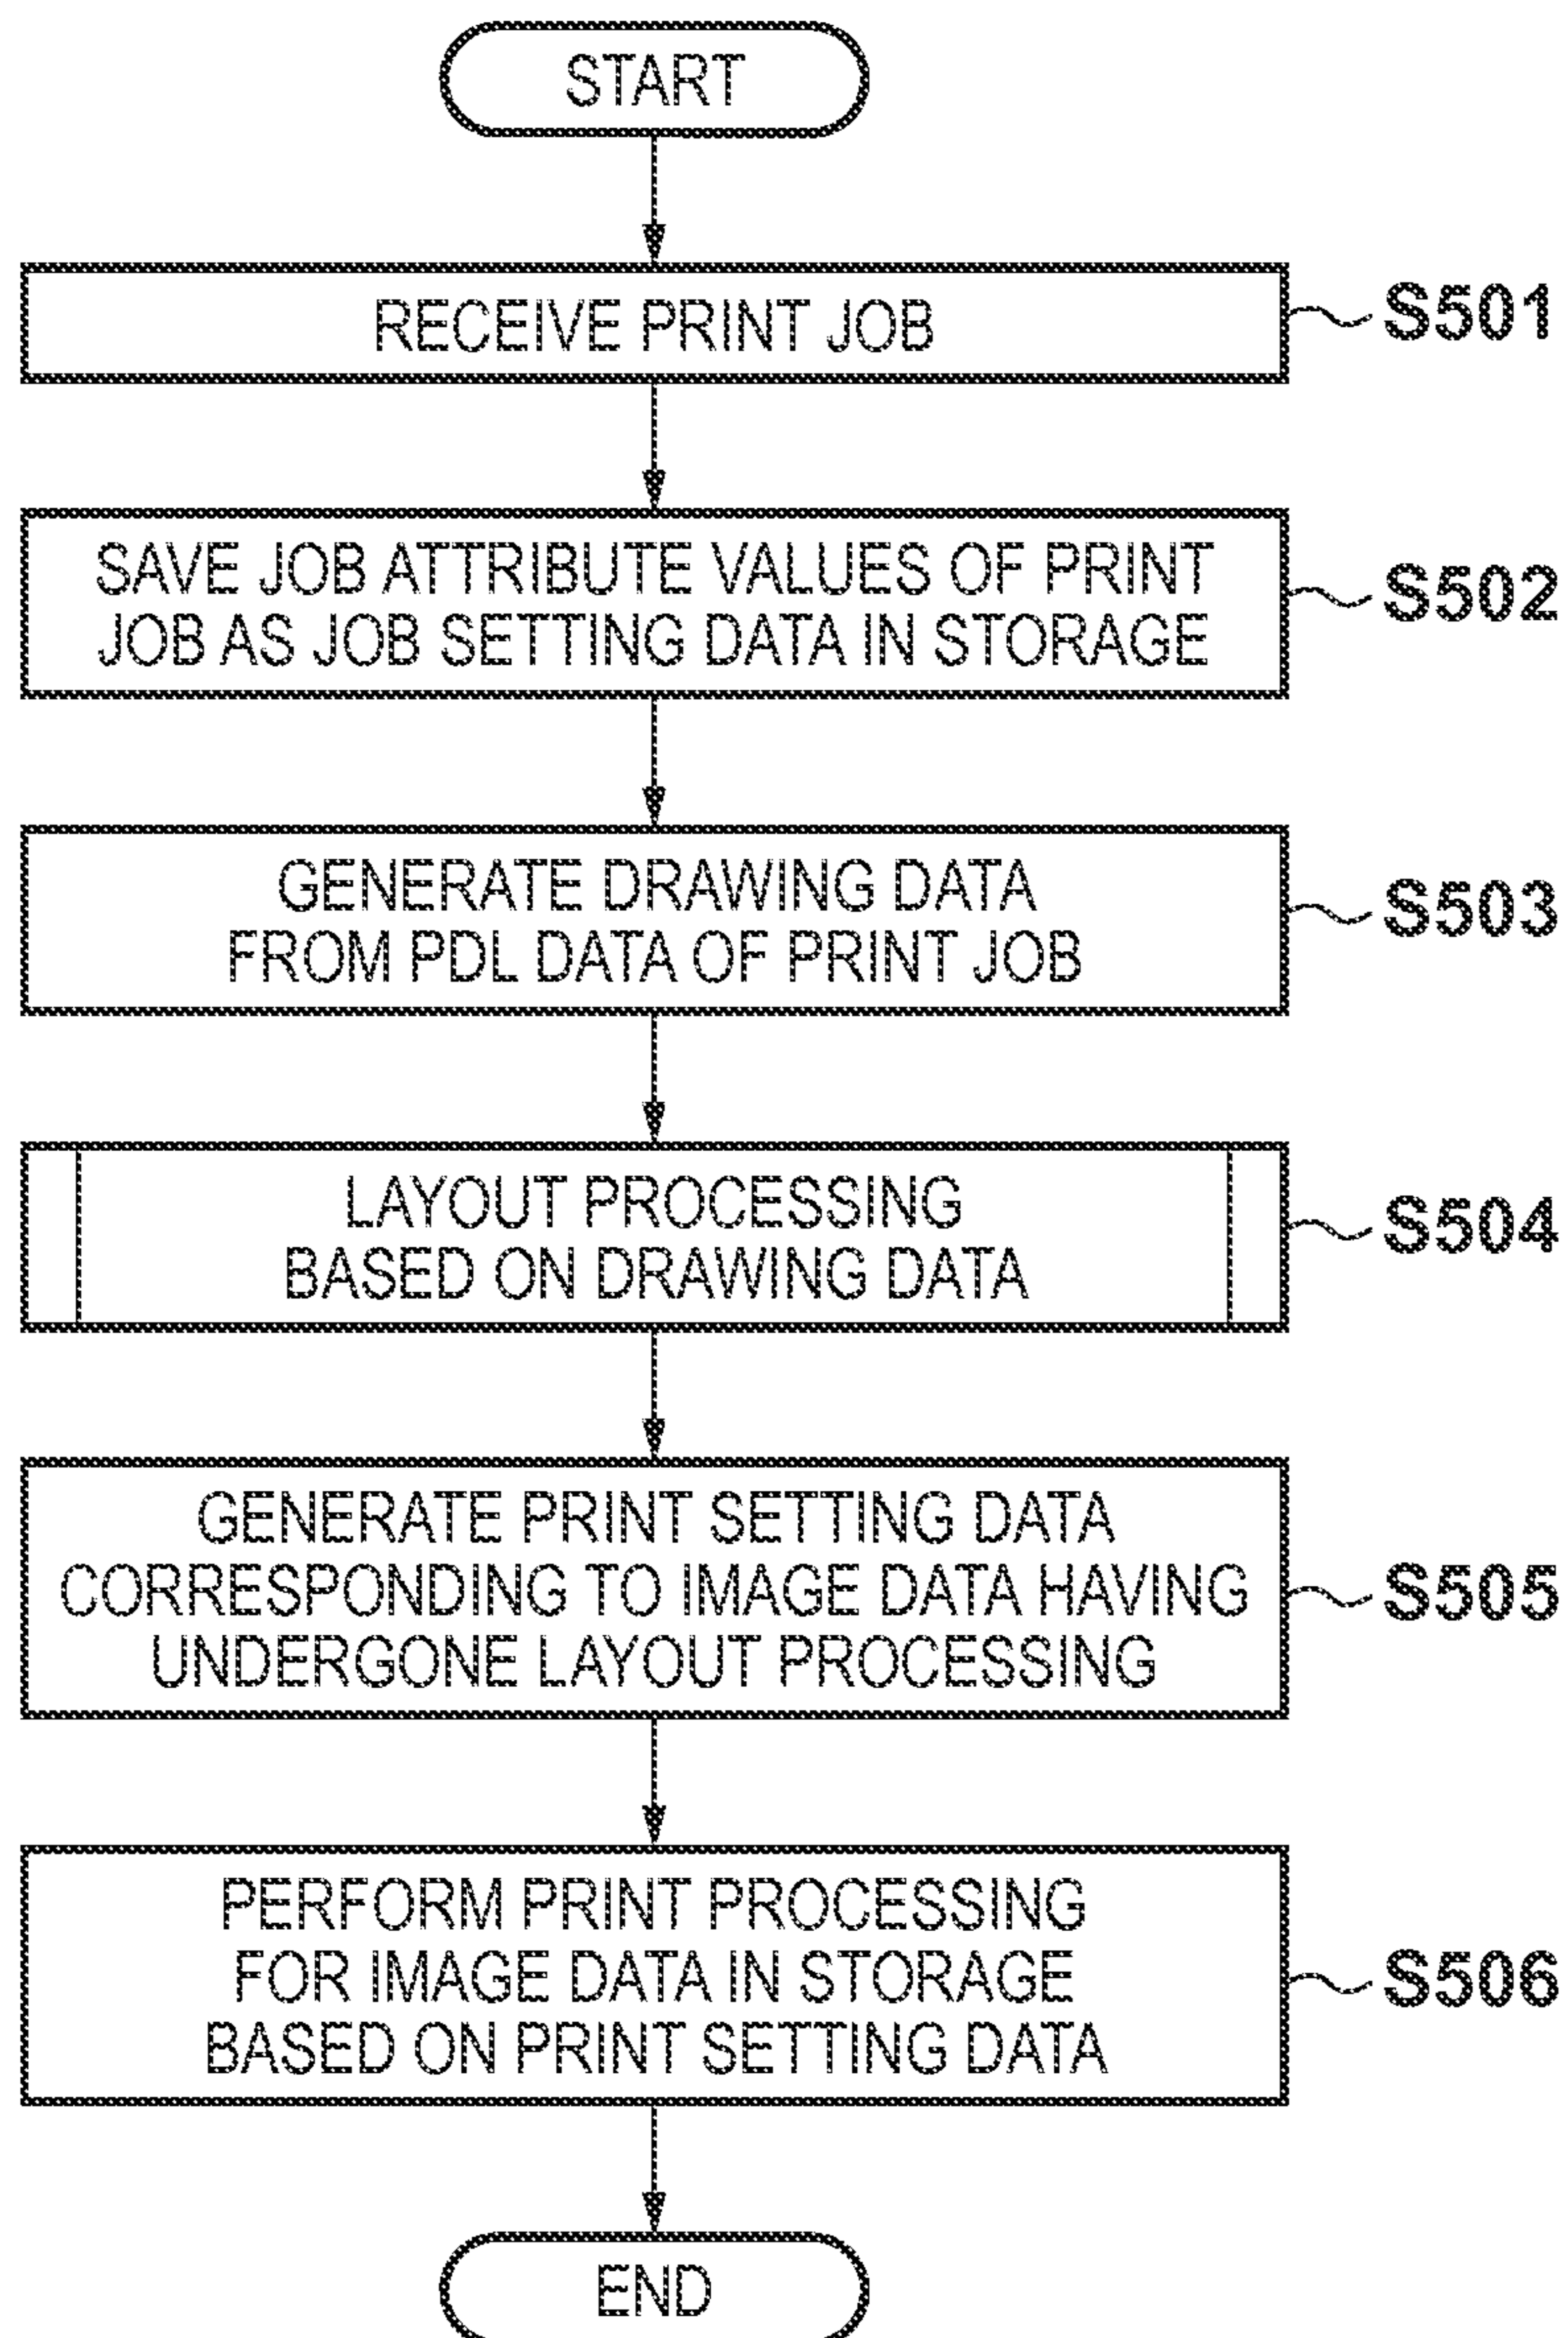 START
RECEIVE PRINT JOB
S501
SAVE JOB ATTRIBUTE VALUES OF PRINT
JOB AS JOB SETTING DATA IN STORAGE
S502
GENERATE DRAWING DATA
FROM PDL DATA OF PRINT JOB
S503
LAYOUT PROCESSING
BASED ON DRAWING DATA
S504
GENERATE PRINT SETTING DATA
CORRESPONDING TO IMAGE DATA HAVING
UNDERGONE LAYOUT PROCESSING
S505
PERFORM PRINT PROCESSING
FOR IMAGE DATA IN STORAGE
BASED ON PRINT SETTING DATA
S506
END